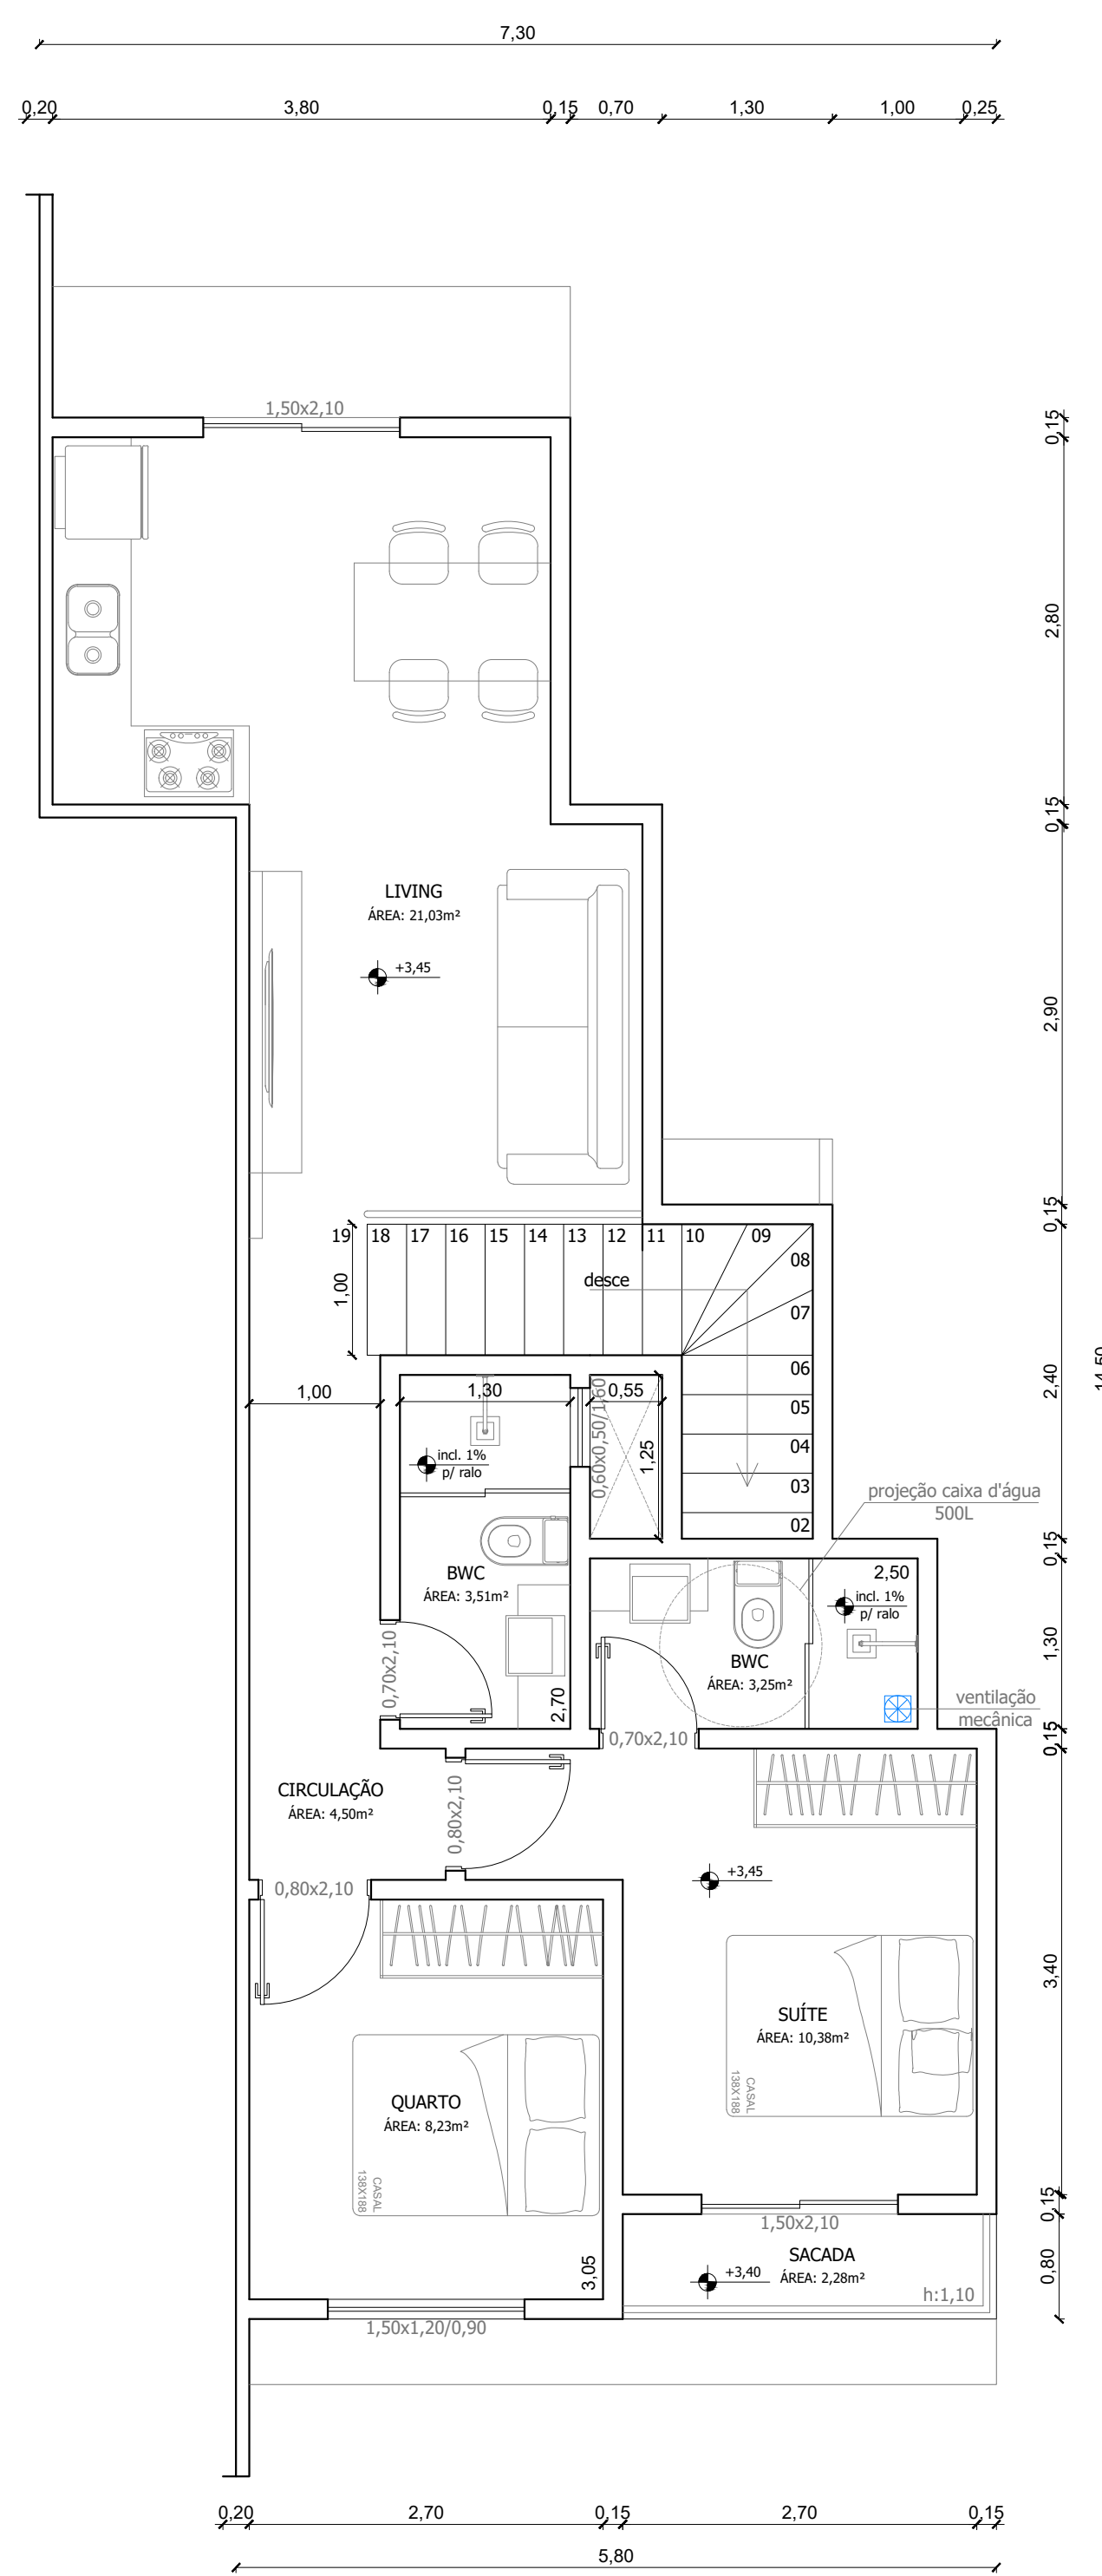 7,30
0,20
3,80
0,15
0,70
1,30
1,00
0,25
1,50x2,10
0,15
2,80
0,15
LIVING
ÁREA: 21,03m²
+3,45
2,90
0,15
19
18
17
16
15
14
13
12
11
10
09
08
07
06
05
04
03
02
desce
1,00
1,00
1,30
0,55
0,60x0,50/1,60
1,25
2,40
14,50
incl. 1%
p/ ralo
projeção caixa d'água
500L
0,15
BWC
ÁREA: 3,51m²
2,50
incl. 1%
p/ ralo
0,70x2,10
1,30
BWC
ÁREA: 3,25m²
2,70
ventilação
mecânica
0,70x2,10
0,15
CIRCULAÇÃO
ÁREA: 4,50m²
0,80x2,10
0,80x2,10
+3,45
3,40
SUÍTE
ÁREA: 10,38m²
CASAL
138X188
QUARTO
ÁREA: 8,23m²
CASAL
138X188
0,15
1,50x2,10
SACADA
ÁREA: 2,28m²
+3,40
h:1,10
0,80
3,05
1,50x1,20/0,90
0,20
2,70
0,15
2,70
0,15
5,80